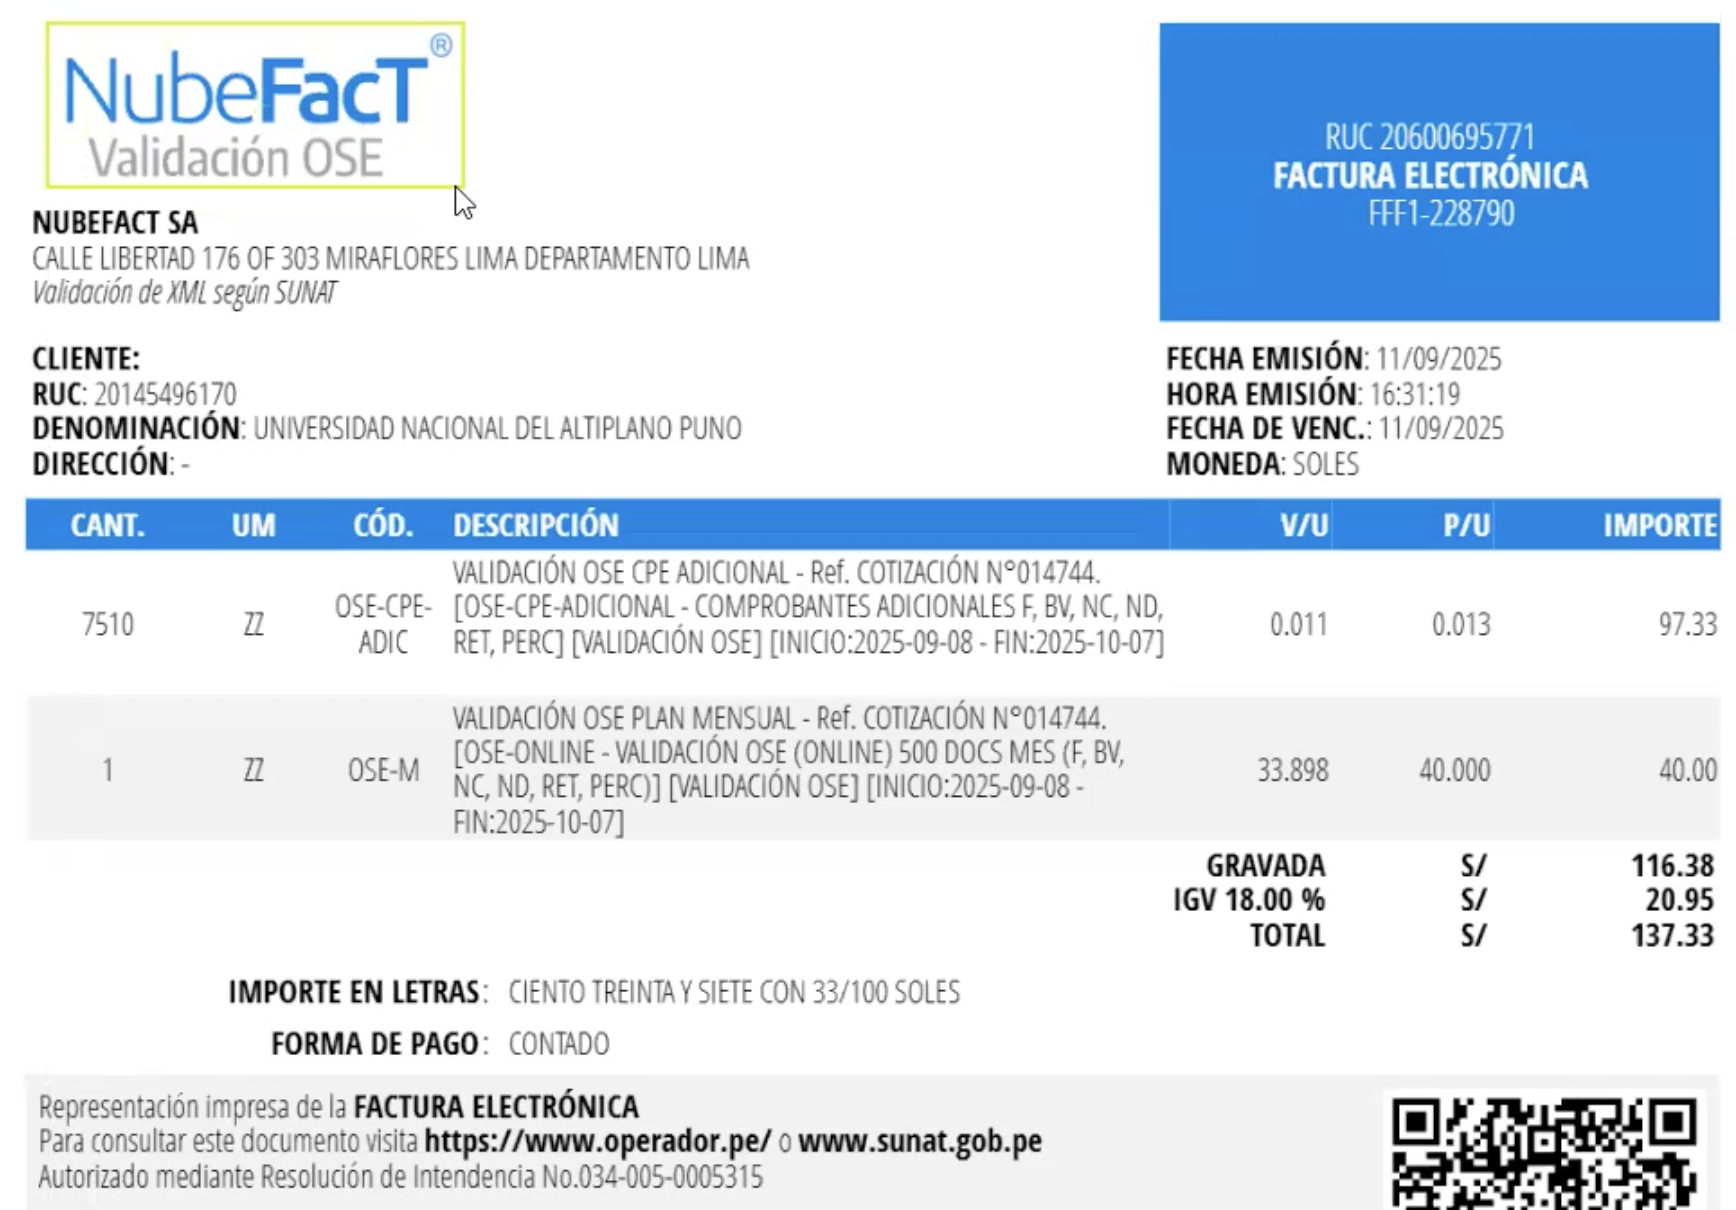 NubeFacT®
Validación OSE
RUC 20600695771
FACTURA ELECTRÓNICA
FFF1-228790
NUBEFACT SA
CALLE LIBERTAD 176 OF 303 MIRAFLORES LIMA DEPARTAMENTO LIMA
Validación de XML según SUNAT
CLIENTE:
RUC: 20145496170
DENOMINACIÓN: UNIVERSIDAD NACIONAL DEL ALTIPLANO PUNO
DIRECCIÓN: -
FECHA EMISIÓN: 11/09/2025
HORA EMISIÓN: 16:31:19
FECHA DE VENC.: 11/09/2025
MONEDA: SOLES
CANT. UM CÓD. DESCRIPCIÓN V/U P/U IMPORTE
VALIDACIÓN OSE CPE ADICIONAL - Ref. COTIZACIÓN N°014744.
7510 ZZ OSE-CPE-ADIC [OSE-CPE-ADICIONAL - COMPROBANTES ADICIONALES F, BV, NC, ND, 0.011 0.013 97.33
RET, PERC] [VALIDACIÓN OSE] [INICIO:2025-09-08 - FIN:2025-10-07]
VALIDACIÓN OSE PLAN MENSUAL - Ref. COTIZACIÓN N°014744.
[OSE-ONLINE - VALIDACIÓN OSE (ONLINE) 500 DOCS MES (F, BV,
1 ZZ OSE-M NC, ND, RET, PERC)] [VALIDACIÓN OSE] [INICIO:2025-09-08 - 33.898 40.000 40.00
FIN:2025-10-07]
GRAVADA S/ 116.38
IGV 18.00 % S/ 20.95
TOTAL S/ 137.33
IMPORTE EN LETRAS: CIENTO TREINTA Y SIETE CON 33/100 SOLES
FORMA DE PAGO: CONTADO
Representación impresa de la FACTURA ELECTRÓNICA
Para consultar este documento visita https://www.operador.pe/ o www.sunat.gob.pe
Autorizado mediante Resolución de Intendencia No.034-005-0005315